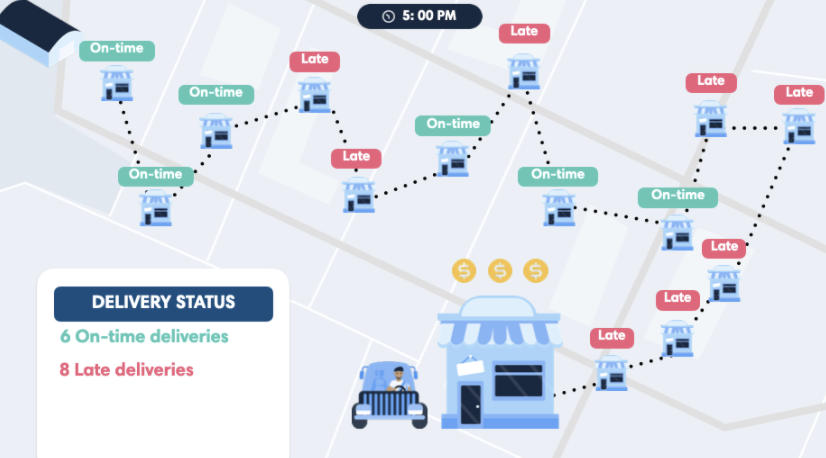 5: 00 PM
Late
On-time
Late
Late
On-time
Late
On-time
Late
On-time
On-time
On-time
Late
Late
Late
DELIVERY STATUS
6 On-time deliveries
8 Late deliveries
Late
$ $ $